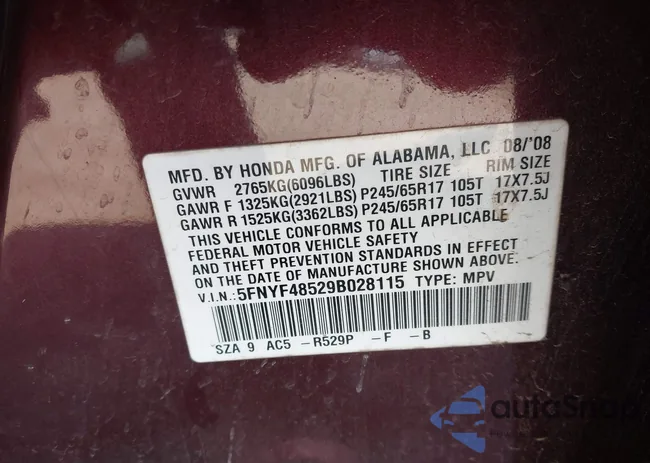 MFD. BY HONDA MFG. OF ALABAMA, LLC 08/'08
GVWR 2765KG(6096LBS) TIRE SIZE RIM SIZE
GAWR F 1325KG(2921LBS) P245/65R17 105T 17X7.5J
GAWR R 1525KG(3362LBS) P245/65R17 105T 17X7.5J
THIS VEHICLE CONFORMS TO ALL APPLICABLE
FEDERAL MOTOR VEHICLE SAFETY
AND THEFT PREVENTION STANDARDS IN EFFECT
ON THE DATE OF MANUFACTURE SHOWN ABOVE.
V.I.N.: 5FNYF48529B028115 TYPE: MPV
SZA 9 AC5 -R529P -F -B
autoSnap